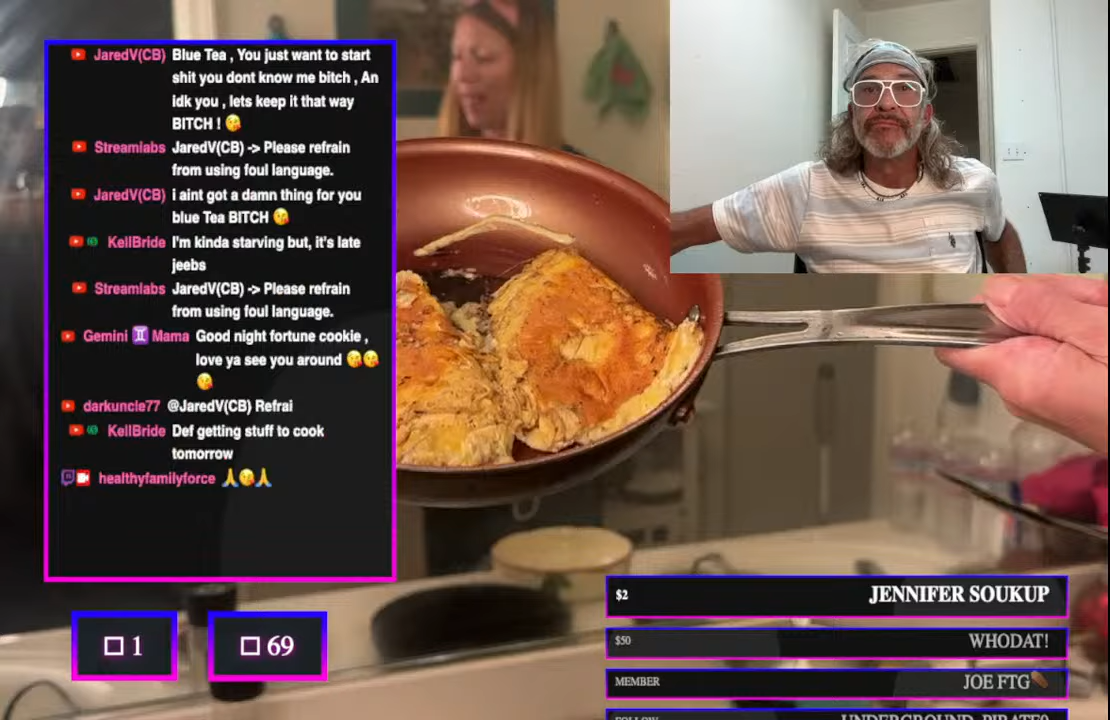 JaredV(CB) Blue Tea , You just want to start
shit you dont know me bitch , An
idk you , lets keep it that way
BITCH ! 😘
Streamlabs JaredV(CB) -> Please refrain
from using foul language.
JaredV(CB) i aint got a damn thing for you
blue Tea BITCH 😘
KellBride I'm kinda starving but, it's late
jeebs
Streamlabs JaredV(CB) -> Please refrain
from using foul language.
Gemini ♊ Mama Good night fortune cookie ,
love ya see you around 😘😘
😘
darkuncle77 @JaredV(CB) Refrai
KellBride Def getting stuff to cook
tomorrow
healthyfamilyforce 🙏😘🙏
1
69
$2 JENNIFER SOUKUP
$50 WHODAT!
MEMBER JOE FTG
FOLLOW UNDERGROUND_PIRATE2